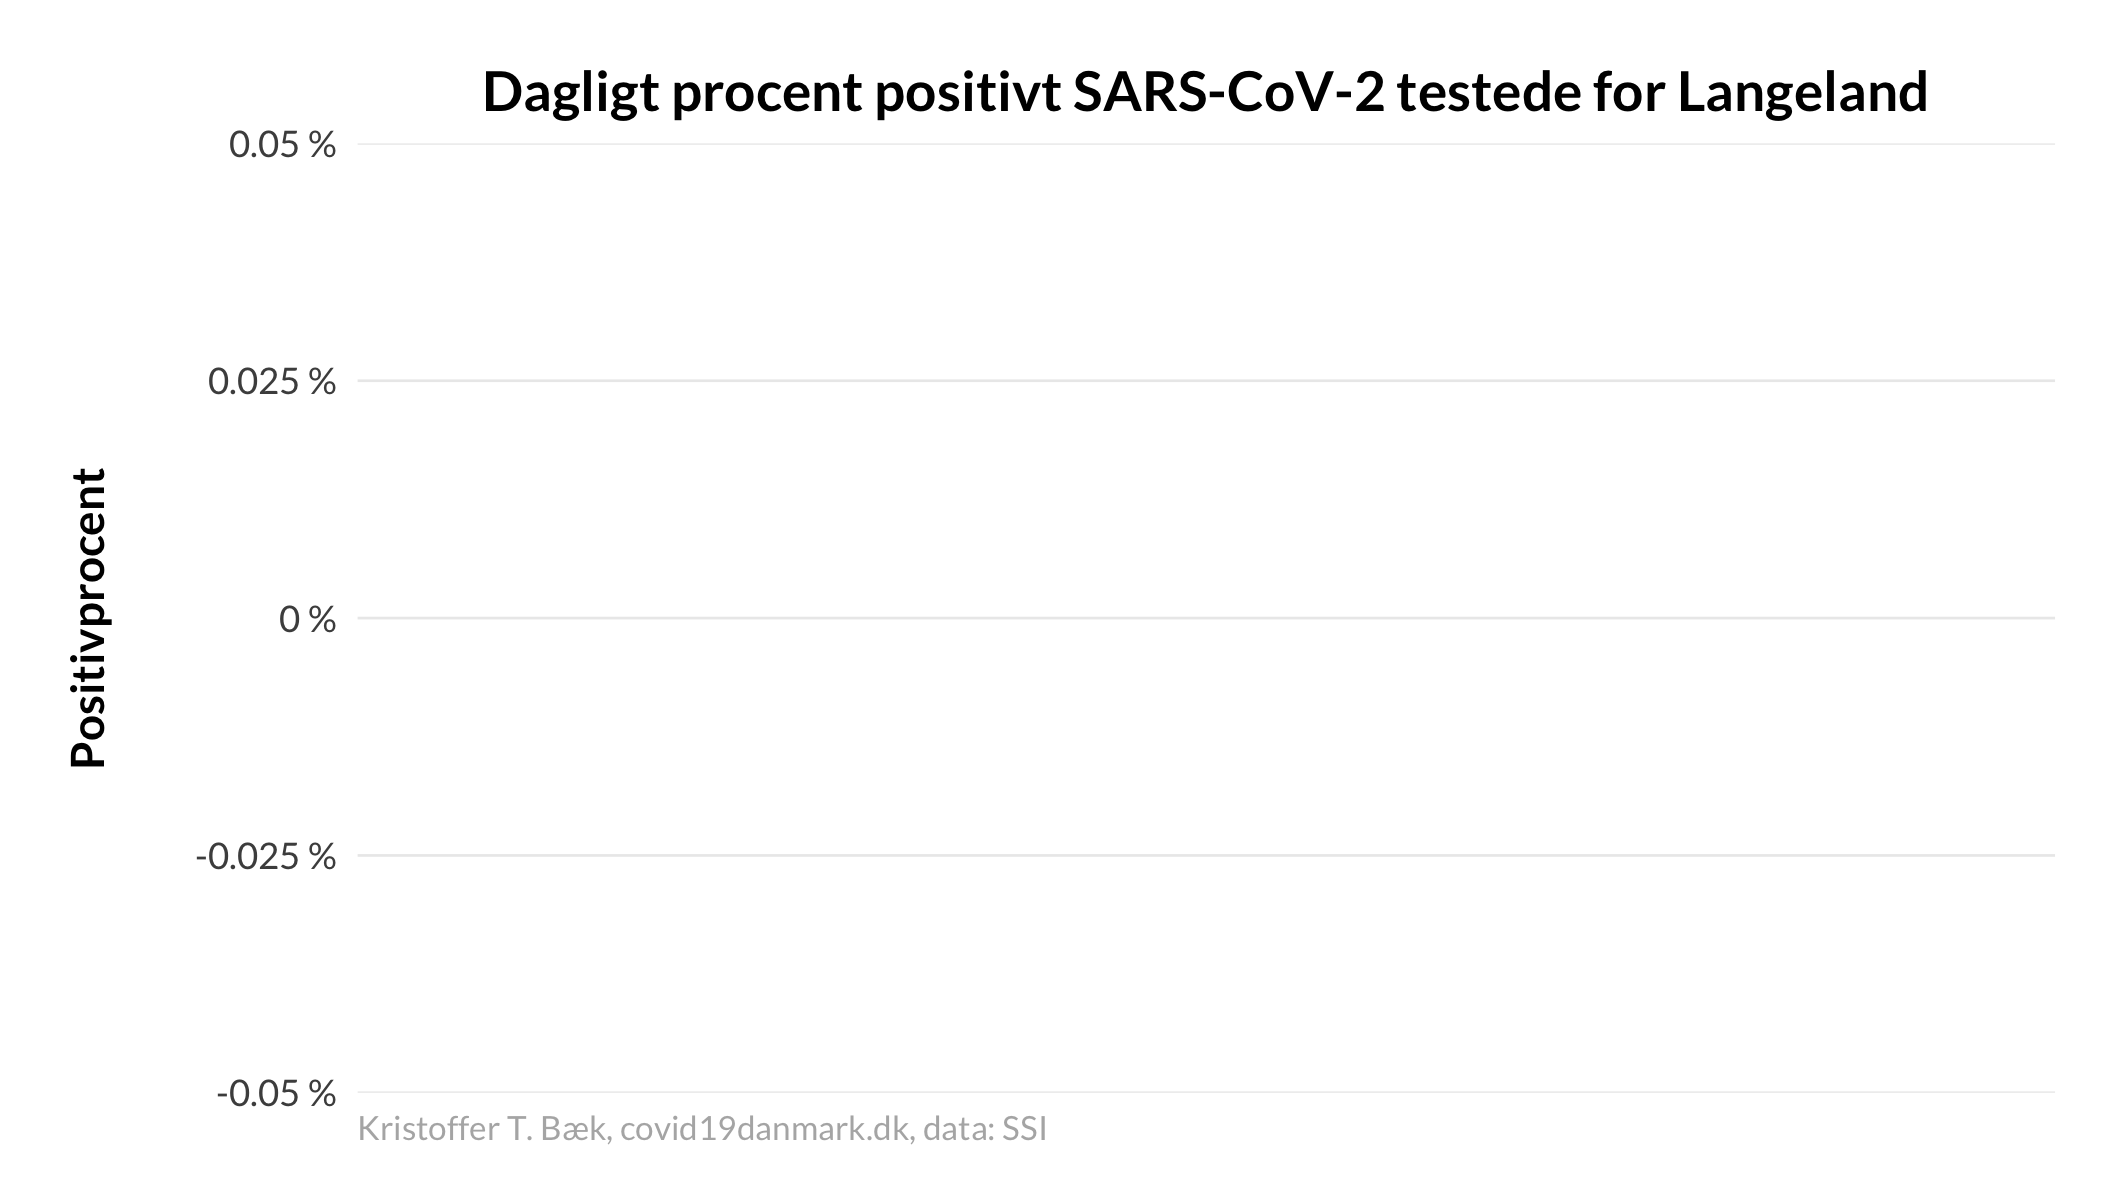 Dagligt procent positivt SARS-CoV-2 testede for Langeland
0.05 %
0.025 %
0 %
-0.025 %
-0.05 %
Positivprocent
Kristoffer T. Bæk, covid19danmark.dk, data: SSI